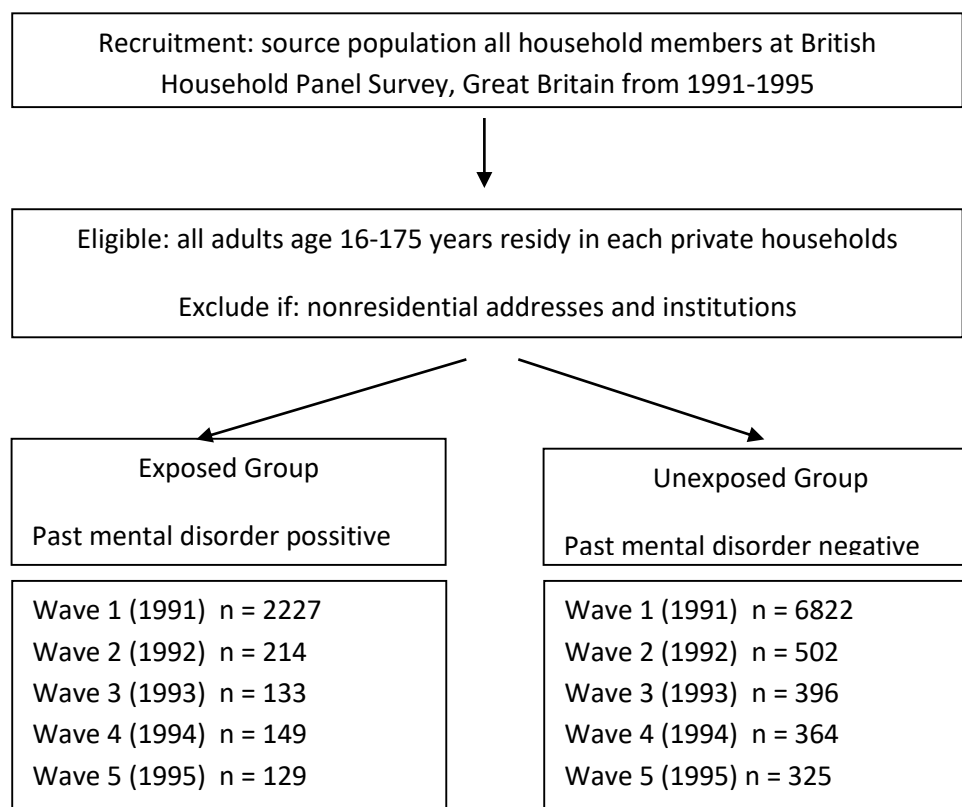 Recruitment: source population all household members at British
Household Panel Survey, Great Britain from 1991-1995
Eligible: all adults age 16-175 years residy in each private households
Exclude if: nonresidential addresses and institutions
Exposed Group
Past mental disorder possitive
Unexposed Group
Past mental disorder negative
Wave 1 (1991) n = 2227
Wave 2 (1992) n = 214
Wave 3 (1993) n = 133
Wave 4 (1994) n = 149
Wave 5 (1995) n = 129
Wave 1 (1991) n = 6822
Wave 2 (1992) n = 502
Wave 3 (1993) n = 396
Wave 4 (1994) n = 364
Wave 5 (1995) n = 325